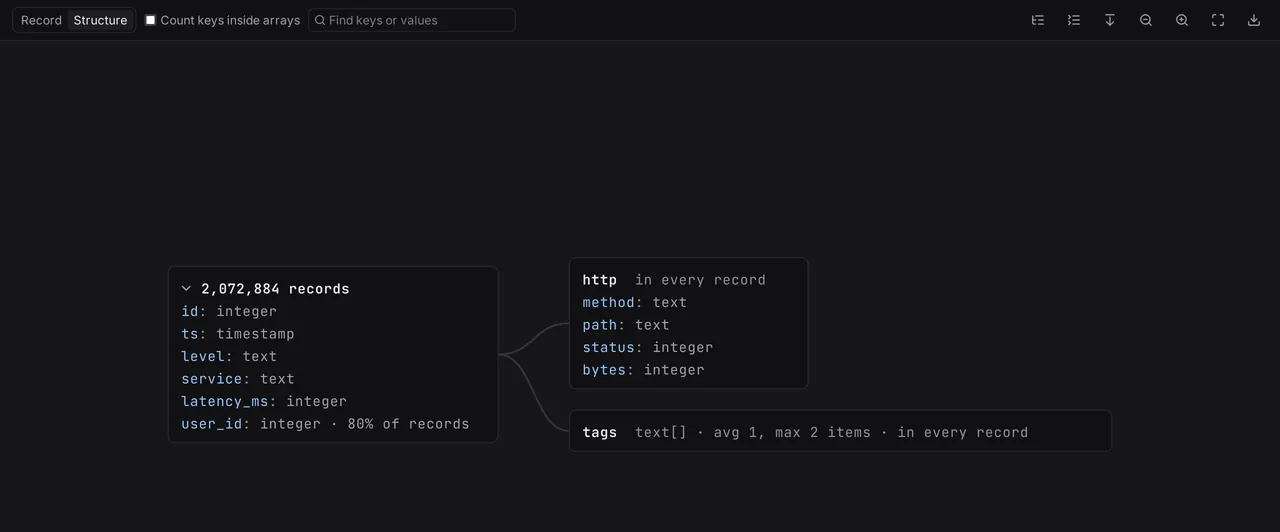 Record Structure Count keys inside arrays Find keys or values
2,072,884 records
id: integer
ts: timestamp
level: text
service: text
latency_ms: integer
user_id: integer · 80% of records
http in every record
method: text
path: text
status: integer
bytes: integer
tags text[] · avg 1, max 2 items · in every record